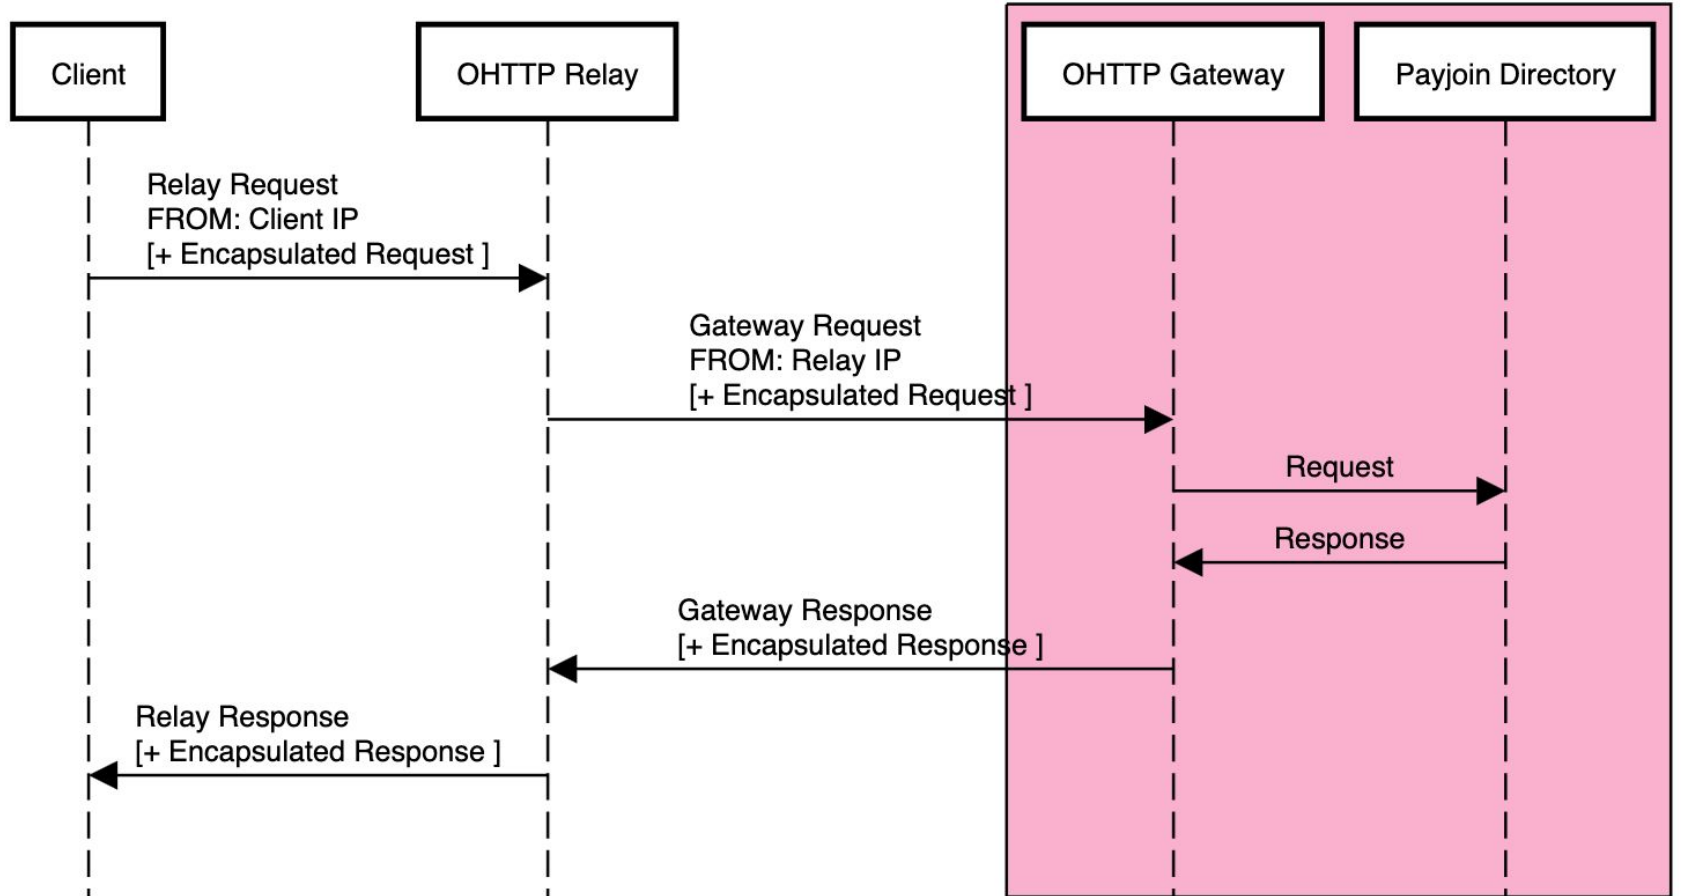 Client
OHTTP Relay
OHTTP Gateway
Payjoin Directory
Relay Request
FROM: Client IP
[+ Encapsulated Request ]
Gateway Request
FROM: Relay IP
[+ Encapsulated Request ]
Request
Response
Gateway Response
[+ Encapsulated Response ]
Relay Response
[+ Encapsulated Response ]